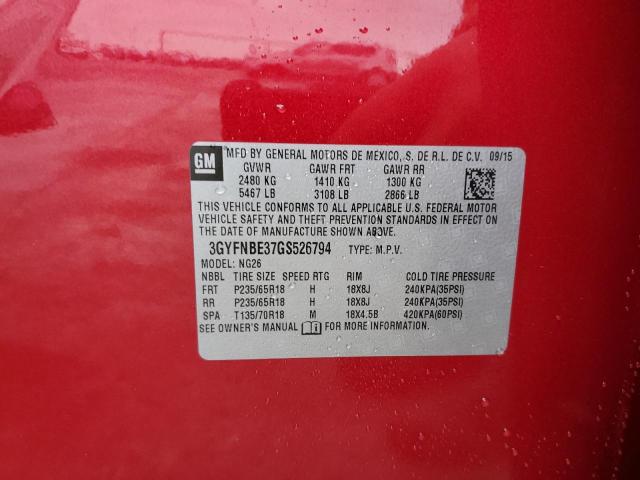 GM
MFD BY GENERAL MOTORS DE MEXICO, S. DE R.L. DE C.V. 09/15
GVWR GAWR FRT GAWR RR
2480 KG 1410 KG 1300 KG
5467 LB 3108 LB 2866 LB
THIS VEHICLE CONFORMS TO ALL APPLICABLE U.S. FEDERAL MOTOR
VEHICLE SAFETY AND THEFT PREVENTION STANDARDS IN EFFECT ON
THE DATE OF MANUFACTURE SHOWN ABOVE
3GYFNBE37GS526794 TYPE: M.P.V.
MODEL: NG26
NBBL TIRE SIZE SPEED RTG RIM COLD TIRE PRESSURE
FRT P235/65R18 H 18X8J 240KPA(35PSI)
RR P235/65R18 H 18X8J 240KPA(35PSI)
SPA T135/70R18 M 18X4.5B 420KPA(60PSI)
SEE OWNER'S MANUAL FOR MORE INFORMATION.